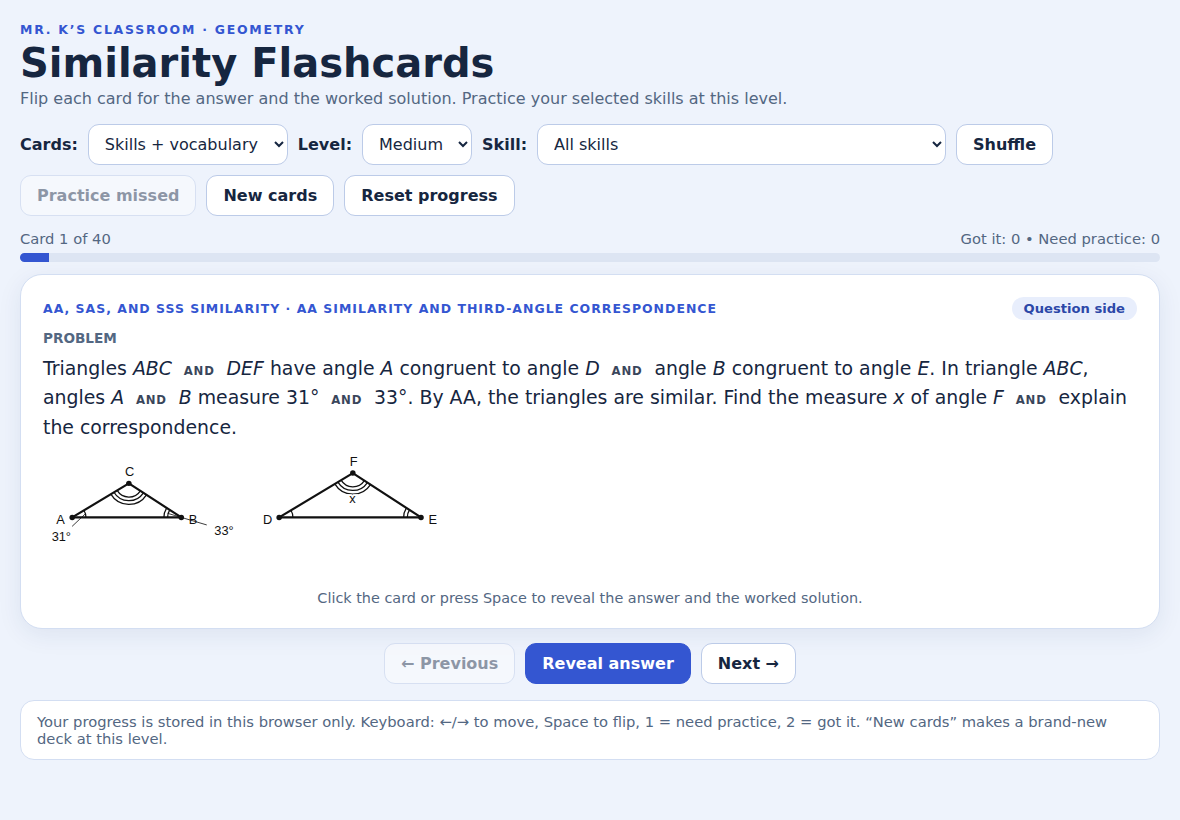 MR. K’S CLASSROOM · GEOMETRY
Similarity Flashcards
Flip each card for the answer and the worked solution. Practice your selected skills at this level.
Cards: Skills + vocabulary Level: Medium Skill: All skills Shuffle
Practice missed New cards Reset progress
Card 1 of 40 Got it: 0 • Need practice: 0
AA, SAS, AND SSS SIMILARITY · AA SIMILARITY AND THIRD-ANGLE CORRESPONDENCE Question side
PROBLEM
Triangles ABC AND DEF have angle A congruent to angle D AND angle B congruent to angle E. In triangle ABC,
angles A AND B measure 31° AND 33°. By AA, the triangles are similar. Find the measure x of angle F AND explain
the correspondence.
C F
x
A B D E
31° 33°
Click the card or press Space to reveal the answer and the worked solution.
← Previous Reveal answer Next →
Your progress is stored in this browser only. Keyboard: ←/→ to move, Space to flip, 1 = need practice, 2 = got it. “New cards” makes a brand-new
deck at this level.